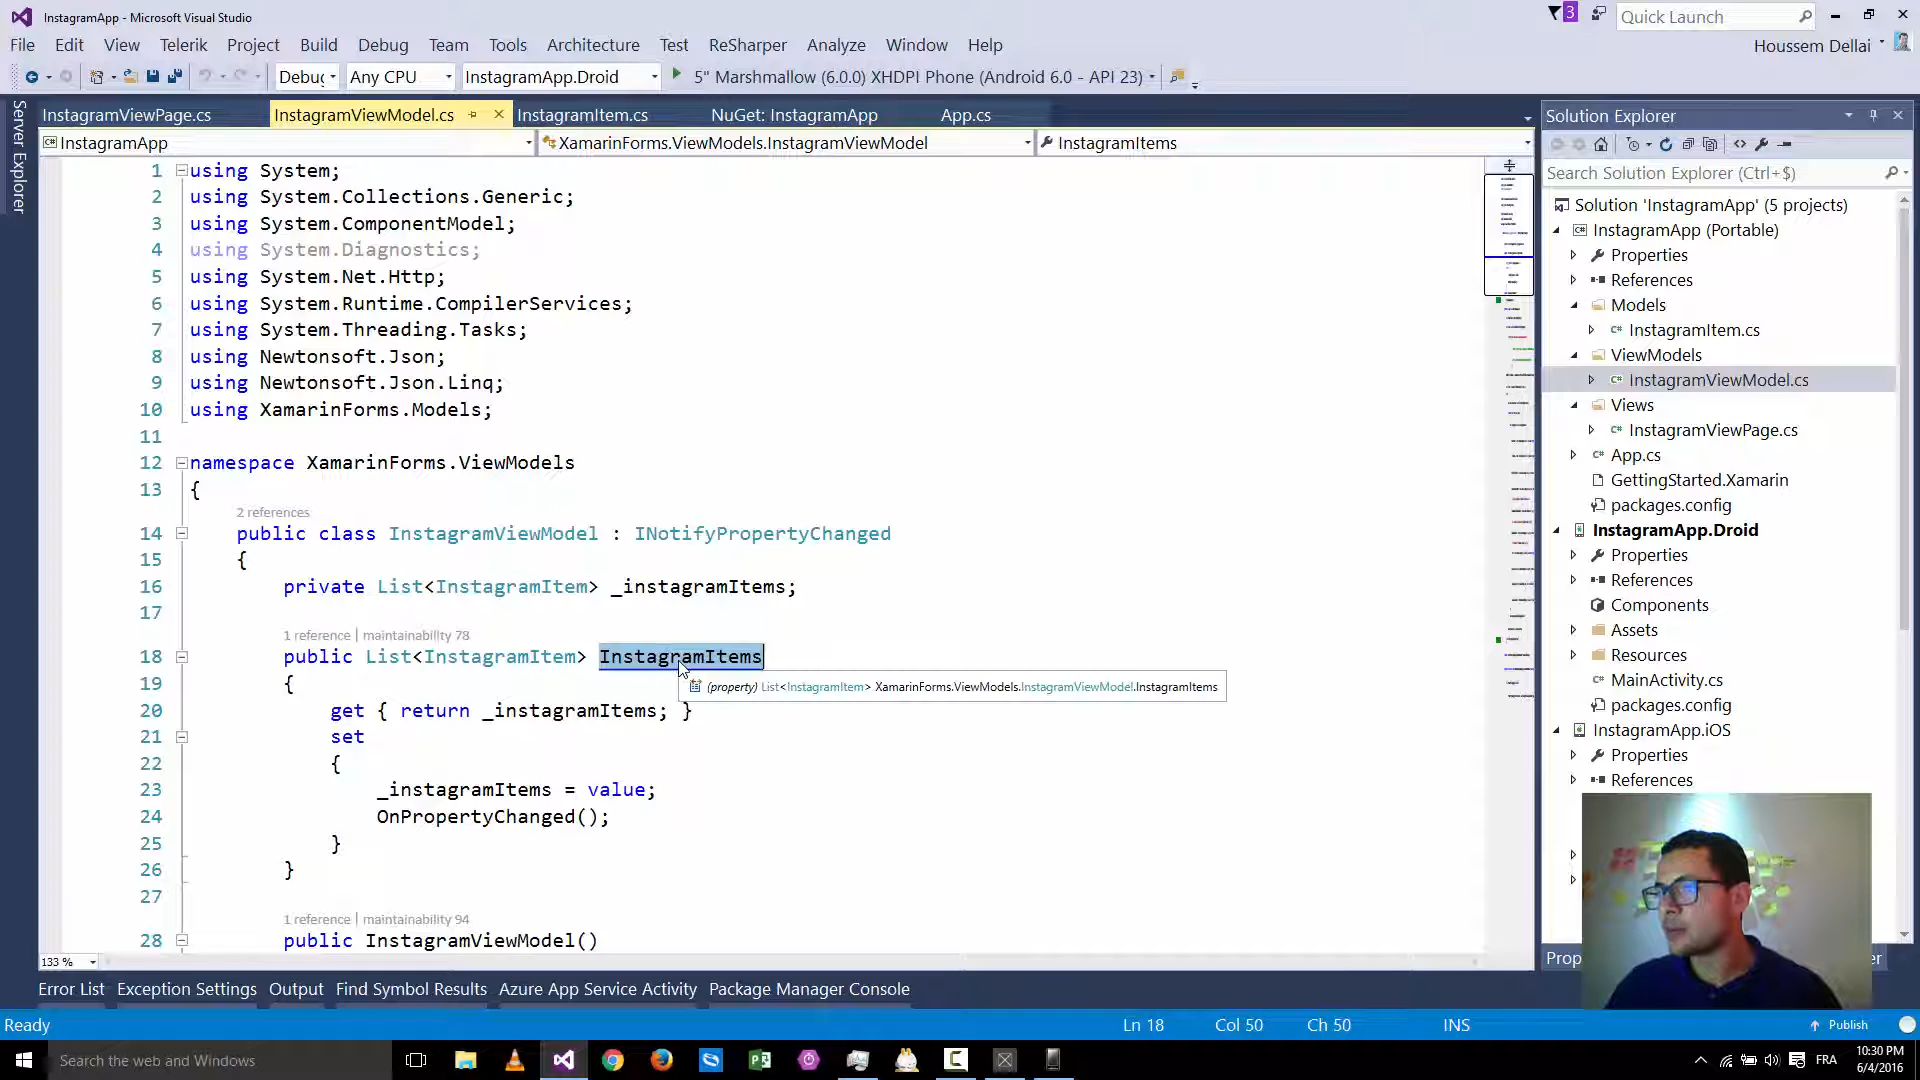 InstagramApp - Microsoft Visual Studio
3
Quick Launch
File Edit View Telerik Project Build Debug Team Tools Architecture Test ReSharper Analyze Window Help
Houssem Dellai
Debug Any CPU InstagramApp.Droid 5" Marshmallow (6.0.0) XHDPI Phone (Android 6.0 - API 23)
Server Explorer
InstagramViewPage.cs InstagramViewModel.cs InstagramItem.cs NuGet: InstagramApp App.cs
InstagramApp XamarinForms.ViewModels.InstagramViewModel InstagramItems
1 using System;
2 using System.Collections.Generic;
3 using System.ComponentModel;
4 using System.Diagnostics;
5 using System.Net.Http;
6 using System.Runtime.CompilerServices;
7 using System.Threading.Tasks;
8 using Newtonsoft.Json;
9 using Newtonsoft.Json.Linq;
10 using XamarinForms.Models;
11
12 namespace XamarinForms.ViewModels
13 {
2 references
14 public class InstagramViewModel : INotifyPropertyChanged
15 {
16 private List<InstagramItem> _instagramItems;
17
1 reference | maintainability 78
18 public List<InstagramItem> InstagramItems
19 {
(property) List<InstagramItem> XamarinForms.ViewModels.InstagramViewModel.InstagramItems
20 get { return _instagramItems; }
21 set
22 {
23 _instagramItems = value;
24 OnPropertyChanged();
25 }
26 }
27
1 reference | maintainability 94
28 public InstagramViewModel()
133 %
Solution Explorer
Search Solution Explorer (Ctrl+$)
Solution 'InstagramApp' (5 projects)
InstagramApp (Portable)
Properties
References
Models
InstagramItem.cs
ViewModels
InstagramViewModel.cs
Views
InstagramViewPage.cs
App.cs
GettingStarted.Xamarin
packages.config
InstagramApp.Droid
Properties
References
Components
Assets
Resources
MainActivity.cs
packages.config
InstagramApp.iOS
Properties
References
Error List Exception Settings Output Find Symbol Results Azure App Service Activity Package Manager Console
Ready Ln 18 Col 50 Ch 50 INS Publish
Search the web and Windows
FRA
10:30 PM
6/4/2016